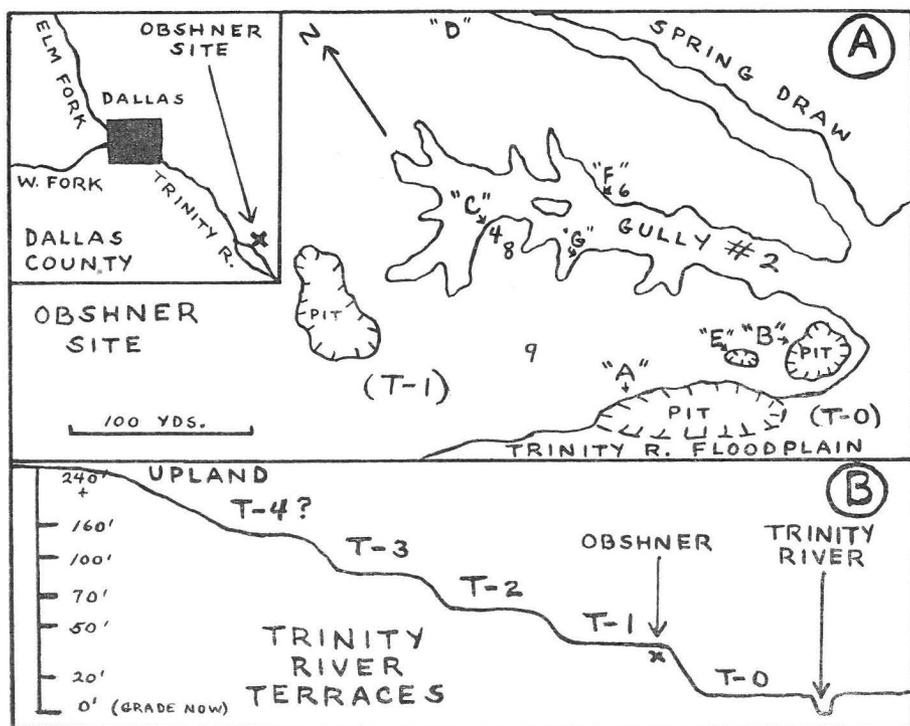 ELM FORK
OBSHNER
SITE
DALLAS
W. FORK
TRINITY R.
DALLAS
COUNTY
x
OBSHNER
SITE
100 YDS.
A
N
"D"
SPRING DRAW
"F"
6
"C"
4
8
"G"
GULLY #2
PIT
9
"E"
"B"
PIT
(T-1)
"A"
PIT
(T-0)
TRINITY R. FLOODPLAIN
B
240'
+
160'
100'
70'
50'
20'
0' (GRADE NOW)
UPLAND
T-4?
T-3
T-2
T-1
T-0
OBSHNER
x
TRINITY
RIVER
TRINITY
RIVER
TERRACES